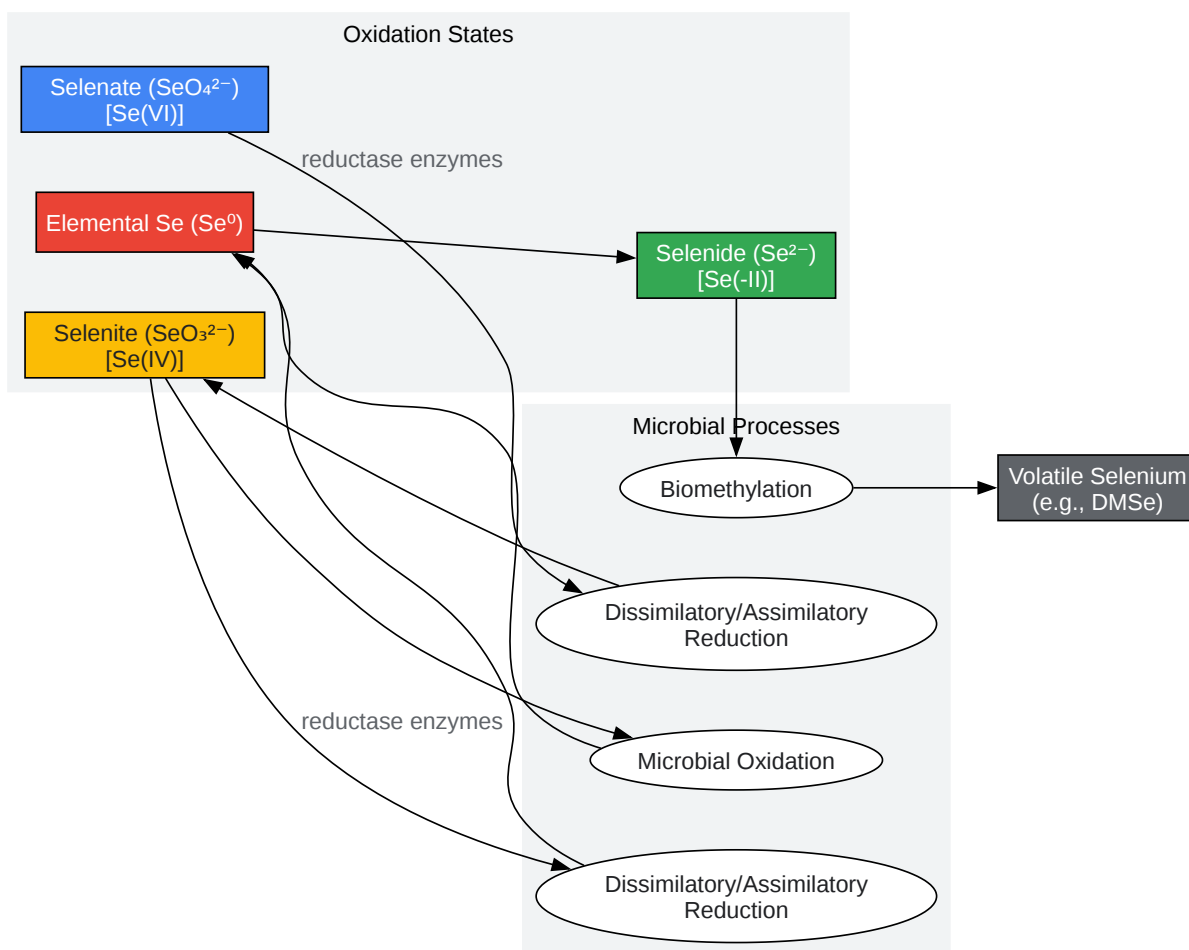 Oxidation States
Selenate (SeO₄²⁻)
[Se(VI)]
reductase enzymes
Elemental Se (Se⁰)
Selenide (Se²⁻)
[Se(-II)]
Selenite (SeO₃²⁻)
[Se(IV)]
Microbial Processes
Biomethylation
Volatile Selenium
(e.g., DMSe)
Dissimilatory/Assimilatory
Reduction
reductase enzymes
Microbial Oxidation
Dissimilatory/Assimilatory
Reduction